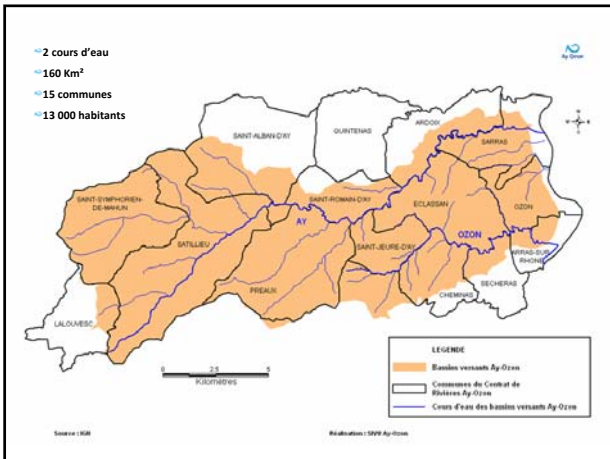 2 cours d'eau
160 Km²
15 communes
13 000 habitants
Ay-Ozon
SAINT-ALBAN-D'AY
QUINTENAS
ARDOIX
SARRAS
SAINT-SYMPHORIEN-
DE-MAHUN
SAINT-ROMAIN-D'AY
ECLASSAN
OZON
AY
SATILLIEU
SAINT-JEURE-D'AY
OZON
ARRAS-SUR-
RHONE
PREAUX
SECHERAS
CHEMINAS
LALOUVESC
0 2.5 5
Kilomètres
LEGENDE
Bassins versants Ay-Ozon
Communes du Contrat de
Rivières Ay-Ozon
Cours d'eau des bassins versants Ay-Ozon
Source : IGN
Réalisation : SIVR Ay-Ozon